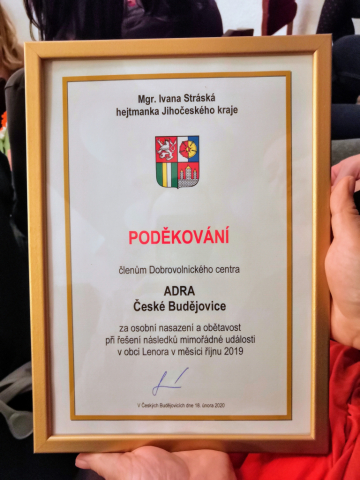 Mgr. Ivana Stráská
hejtmanka Jihočeského kraje
PODĚKOVÁNÍ
členům Dobrovolnického centra
ADRA
České Budějovice
za osobní nasazení a obětavost
při řešení následků mimořádné události
v obci Lenora v měsíci říjnu 2019
V Českých Budějovicích dne 18. února 2020